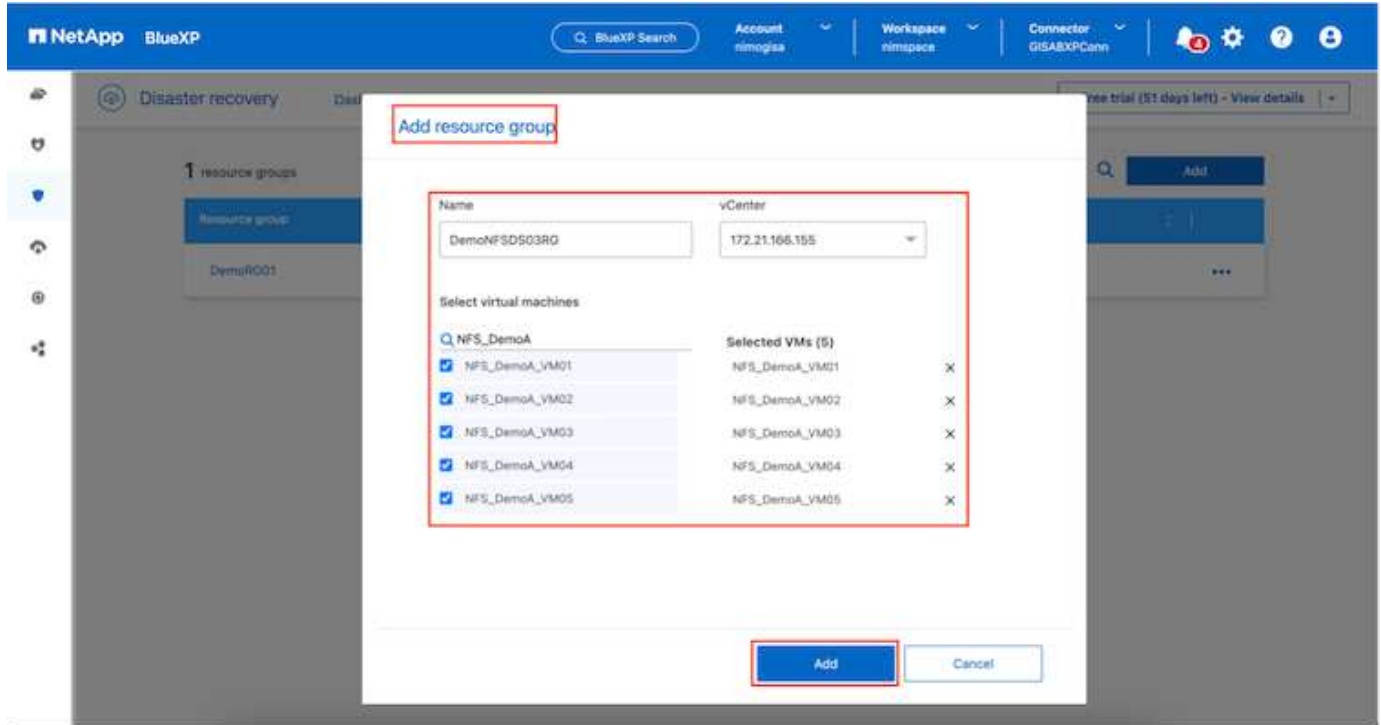 NetApp BlueXP BlueXP Search Account Workspace Connector
nimogisa nimspace GISABXPConn
4 ?
Disaster recovery Free trial (51 days left) - View details
Add resource group
1 resource groups Add
Resource group
DemoRG01
Name vCenter
DemoNFSDS03RG 172.21.166.155
Select virtual machines
NFS_DemoA Selected VMs (5)
NFS_DemoA_VM01 NFS_DemoA_VM01
NFS_DemoA_VM02 NFS_DemoA_VM02
NFS_DemoA_VM03 NFS_DemoA_VM03
NFS_DemoA_VM04 NFS_DemoA_VM04
NFS_DemoA_VM05 NFS_DemoA_VM05
Add Cancel